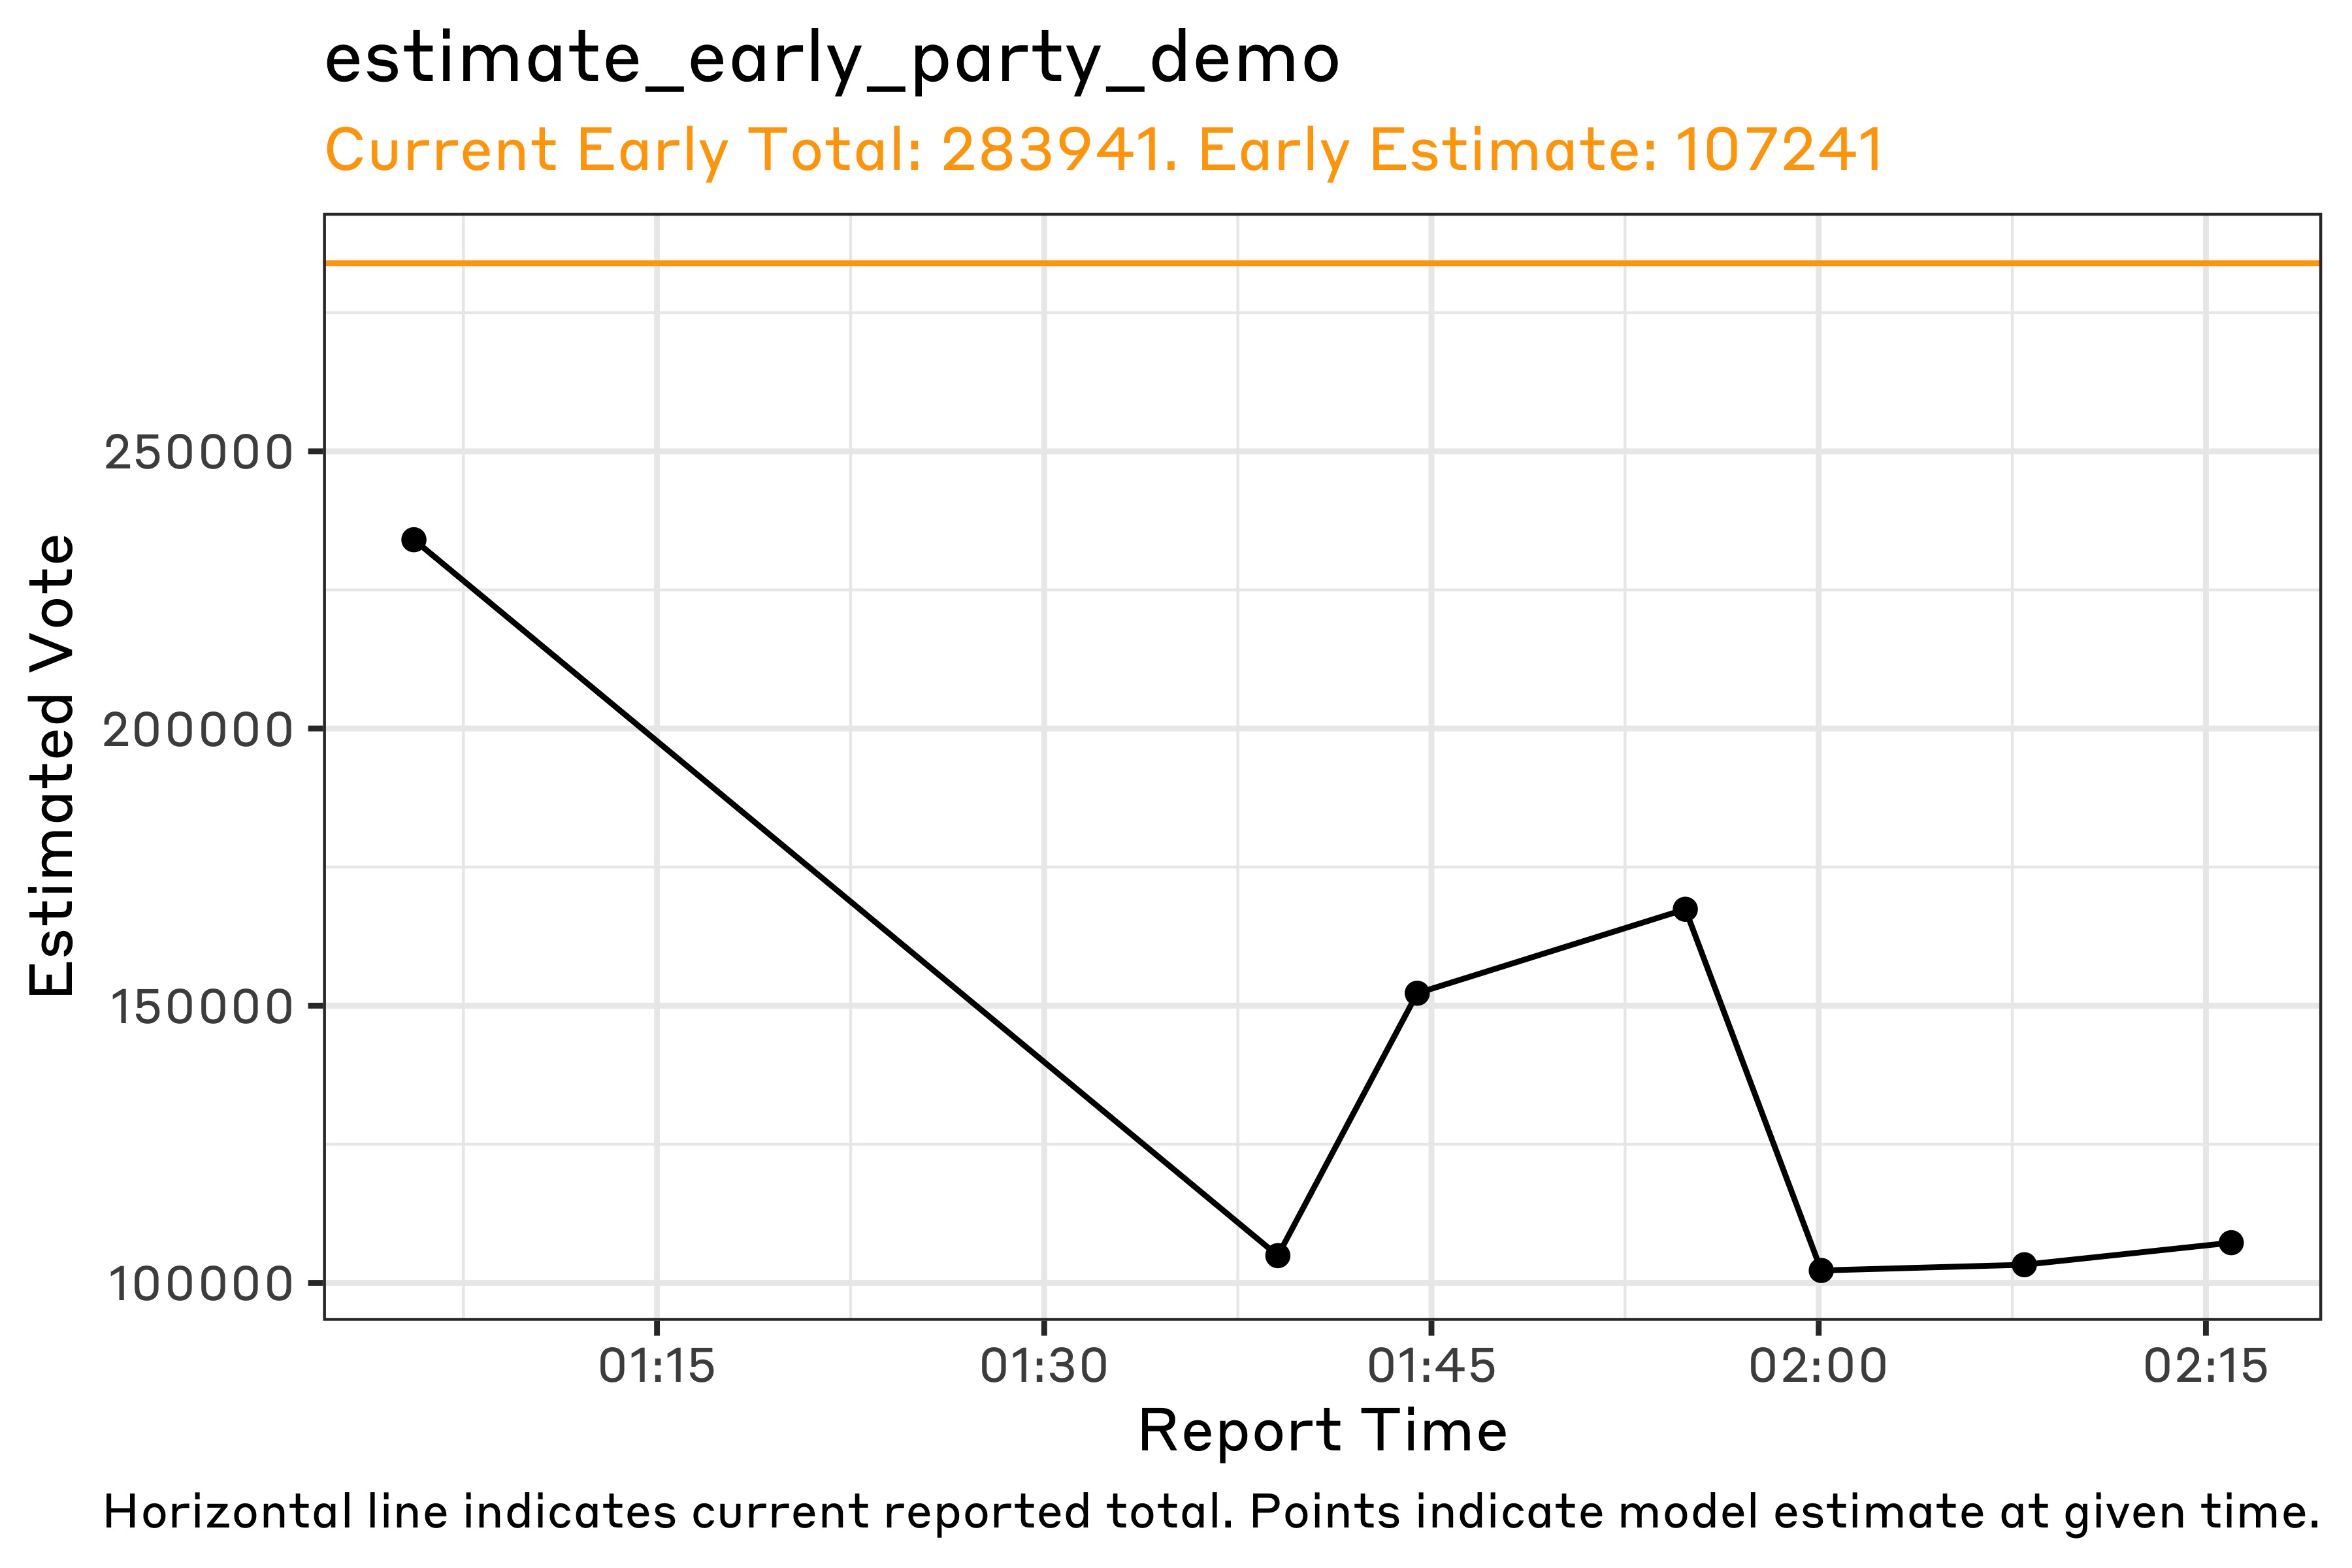 estimate_early_party_demo
Current Early Total: 283941. Early Estimate: 107241
Estimated Vote
250000
200000
150000
100000
01:15 01:30 01:45 02:00 02:15
Report Time
Horizontal line indicates current reported total. Points indicate model estimate at given time.